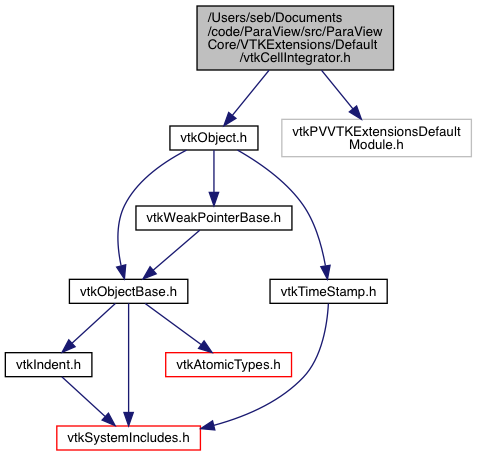 /Users/seb/Documents
/code/ParaView/src/ParaView
Core/VTKExtensions/Default
/vtkCellIntegrator.h
vtkObject.h
vtkPVVTKExtensionsDefault
Module.h
vtkWeakPointerBase.h
vtkObjectBase.h
vtkTimeStamp.h
vtkIndent.h
vtkAtomicTypes.h
vtkSystemIncludes.h